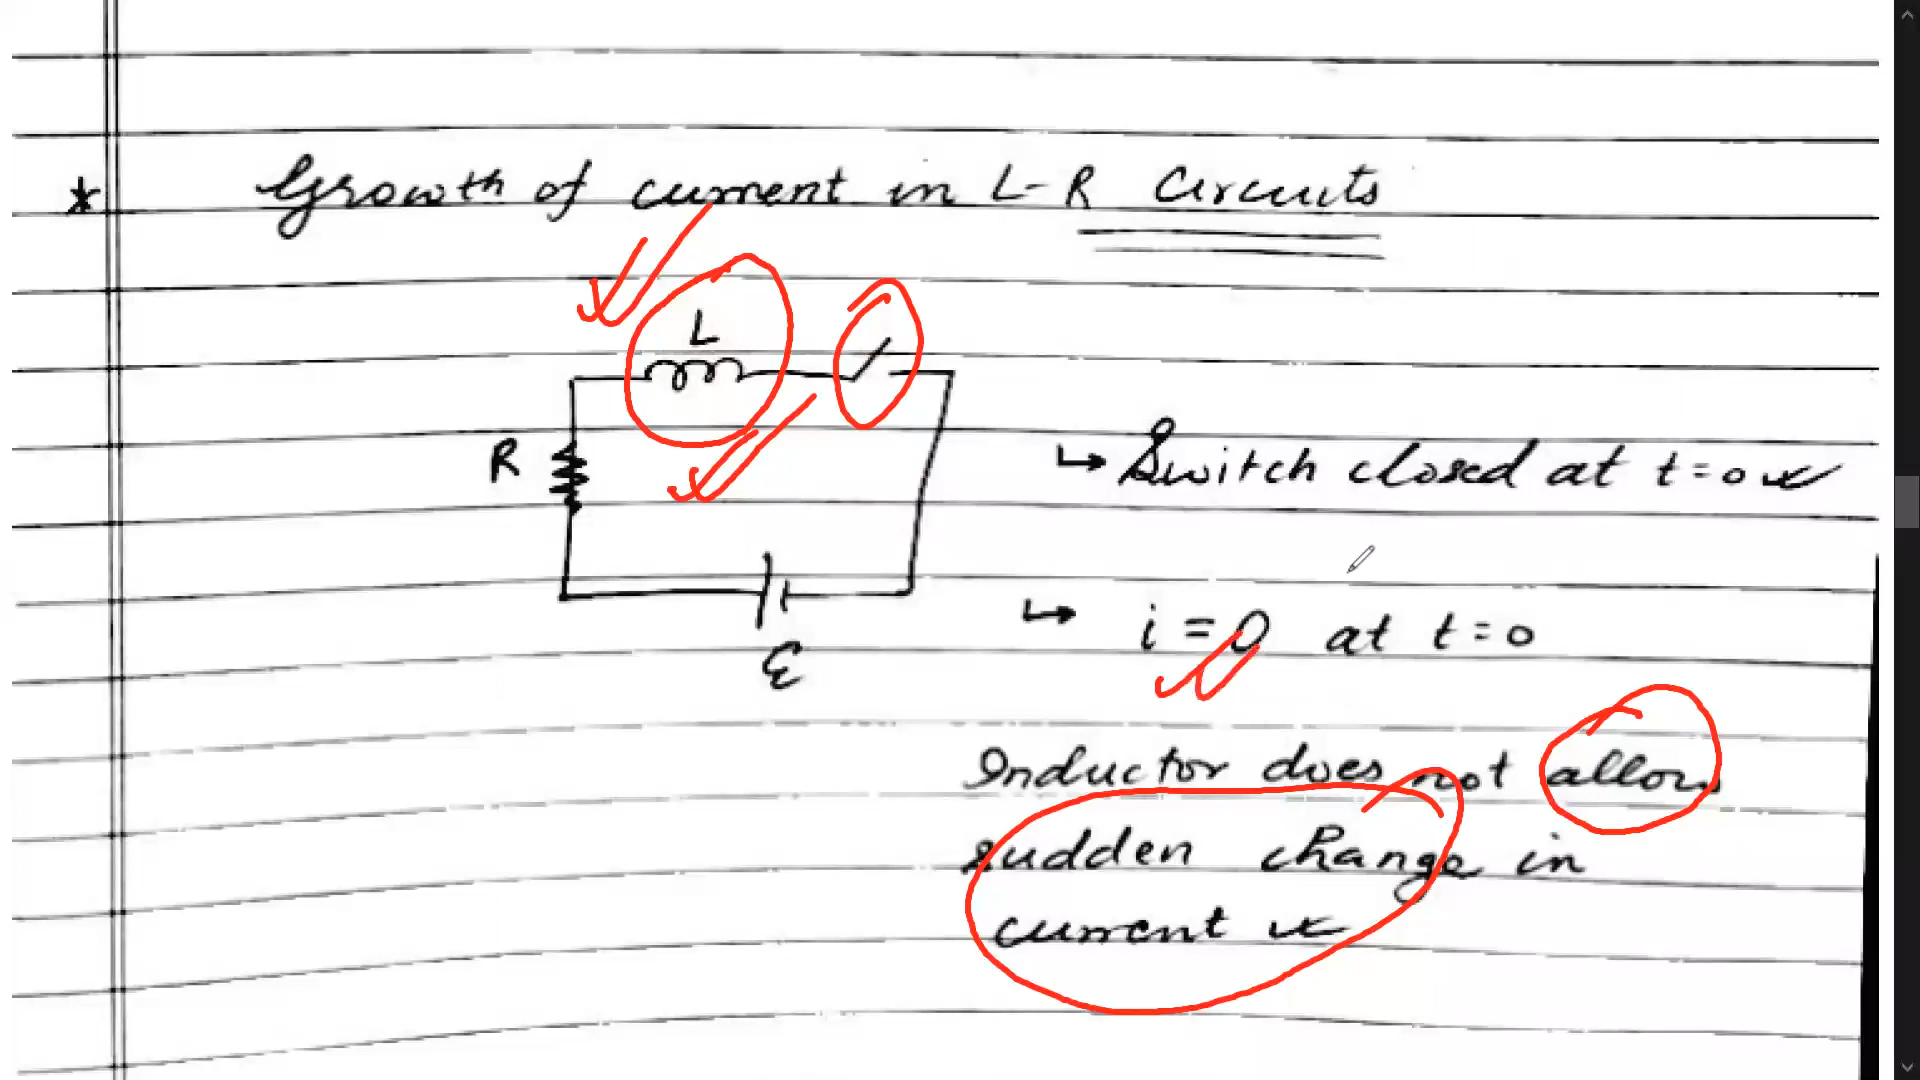 * Growth of current in L-R Circuits
L
R
ε
↳ Switch closed at t=0
↳ i = 0 at t=0
Inductor does not allow
sudden change in
current